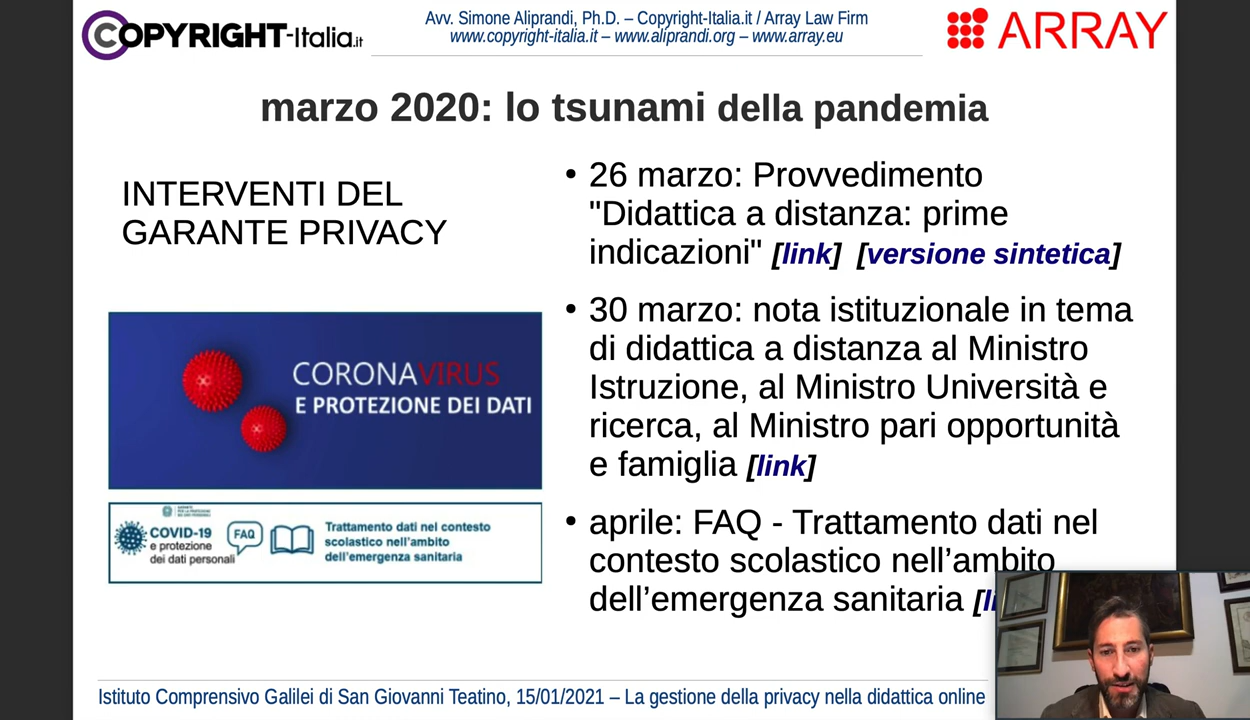 COPYRIGHT-Italia.it
Avv. Simone Aliprandi, Ph.D. – Copyright-Italia.it / Array Law Firm
www.copyright-italia.it – www.aliprandi.org – www.array.eu
ARRAY
marzo 2020: lo tsunami della pandemia
INTERVENTI DEL
GARANTE PRIVACY
CORONAVIRUS
E PROTEZIONE DEI DATI
COVID-19
e protezione
dei dati personali
FAQ
Trattamento dati nel contesto
scolastico nell'ambito
dell'emergenza sanitaria
• 26 marzo: Provvedimento
"Didattica a distanza: prime
indicazioni" [link] [versione sintetica]
• 30 marzo: nota istituzionale in tema
di didattica a distanza al Ministro
Istruzione, al Ministro Università e
ricerca, al Ministro pari opportunità
e famiglia [link]
• aprile: FAQ - Trattamento dati nel
contesto scolastico nell’ambito
dell’emergenza sanitaria [li
Istituto Comprensivo Galilei di San Giovanni Teatino, 15/01/2021 – La gestione della privacy nella didattica online